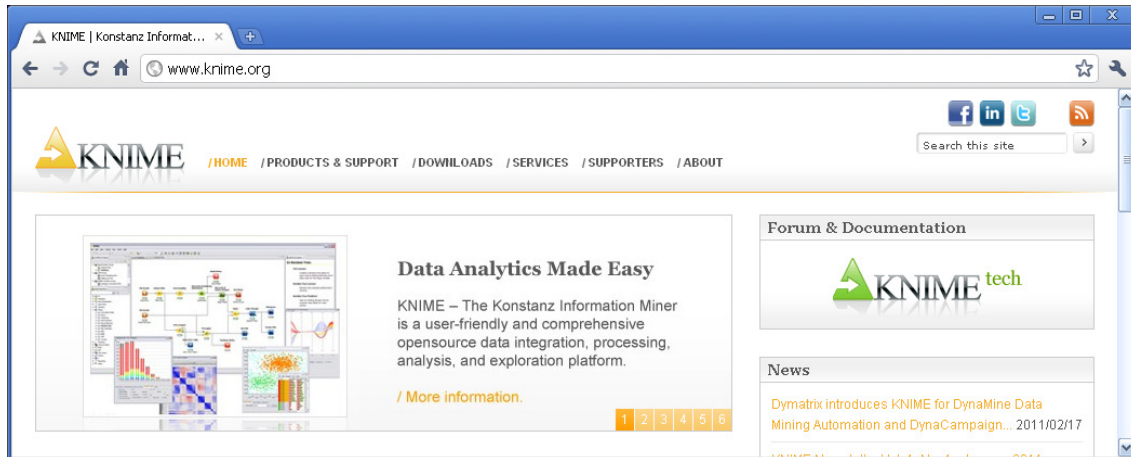 KNIME | Konstanz Informat...
www.knime.org
Search this site
KNIME
/HOME /PRODUCTS & SUPPORT /DOWNLOADS /SERVICES /SUPPORTERS /ABOUT
Data Analytics Made Easy
KNIME – The Konstanz Information Miner
is a user-friendly and comprehensive
opensource data integration, processing,
analysis, and exploration platform.
/ More information.
1 2 3 4 5 6
Forum & Documentation
KNIME tech
News
Dymatrix introduces KNIME for DynaMine Data
Mining Automation and DynaCampaign... 2011/02/17